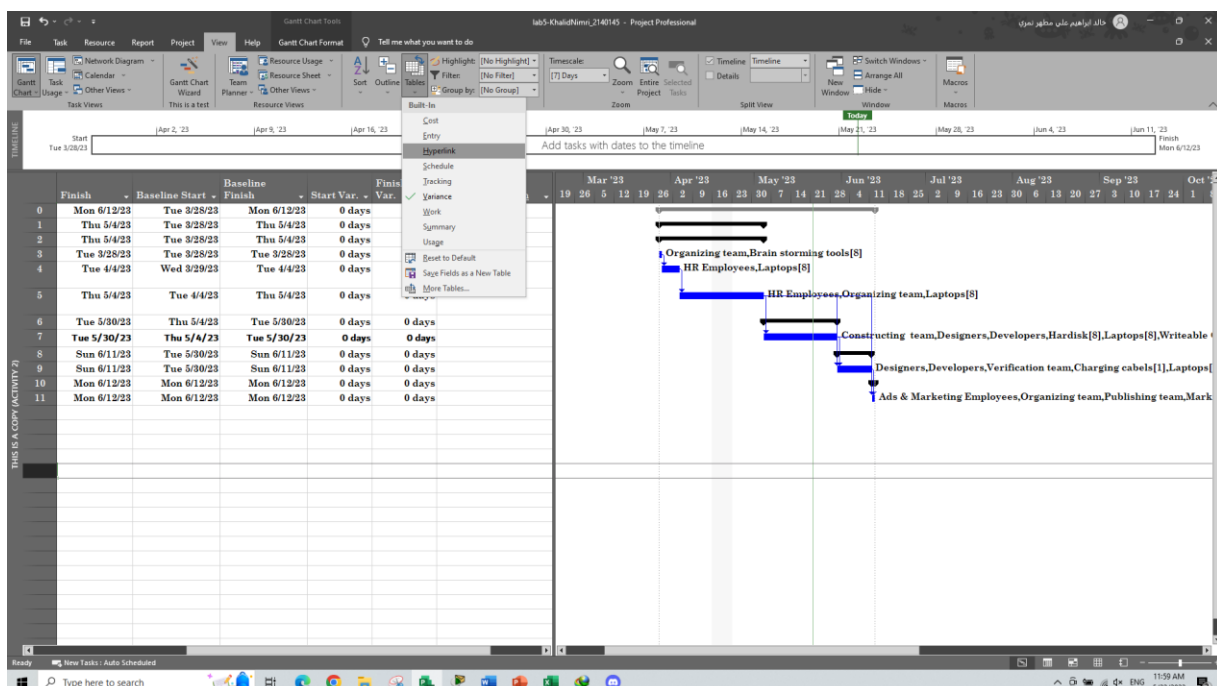 Gantt Chart Tools
lab5-KhalidNimri_2140145 - Project Professional
خالد ابراهيم علي مطهر نمري
File Task Resource Report Project View Help Gantt Chart Format Tell me what you want to do
Gantt Chart
Task Usage
Network Diagram
Calendar
Other Views
Task Views
Gantt Chart Wizard
This is a test
Team Planner
Resource Usage
Resource Sheet
Other Views
Resource Views
Sort
Outline
Tables
Highlight: [No Highlight]
Filter: [No Filter]
Group by: [No Group]
Timescale:
[7] Days
Zoom
Entire Project
Selected Tasks
Zoom
Timeline Timeline
Details
Split View
New Window
Switch Windows
Arrange All
Hide
Window
Macros
Macros
Built-In
Cost
Entry
Hyperlink
Schedule
Tracking
Variance
Work
Summary
Usage
Reset to Default
Save Fields as a New Table
More Tables...
TIMELINE
Today
Start
Tue 3/28/23
Apr 2, '23 Apr 9, '23 Apr 16, '23 Apr 30, '23 May 7, '23 May 14, '23 May 21, '23 May 28, '23 Jun 4, '23 Jun 11, '23
Add tasks with dates to the timeline
Finish
Mon 6/12/23
Finish Baseline Start Baseline Finish Start Var. Finish Var.
0 Mon 6/12/23 Tue 3/28/23 Mon 6/12/23 0 days
1 Thu 5/4/23 Tue 3/28/23 Thu 5/4/23 0 days
2 Thu 5/4/23 Tue 3/28/23 Thu 5/4/23 0 days
3 Tue 3/28/23 Tue 3/28/23 Tue 3/28/23 0 days
4 Tue 4/4/23 Wed 3/29/23 Tue 4/4/23 0 days
5 Thu 5/4/23 Tue 4/4/23 Thu 5/4/23 0 days
6 Tue 5/30/23 Thu 5/4/23 Tue 5/30/23 0 days 0 days
7 Tue 5/30/23 Thu 5/4/23 Tue 5/30/23 0 days 0 days
8 Sun 6/11/23 Tue 5/30/23 Sun 6/11/23 0 days 0 days
9 Sun 6/11/23 Tue 5/30/23 Sun 6/11/23 0 days 0 days
10 Mon 6/12/23 Mon 6/12/23 Mon 6/12/23 0 days 0 days
11 Mon 6/12/23 Mon 6/12/23 Mon 6/12/23 0 days 0 days
THIS IS A COPY (ACTIVITY 2)
Mar '23 Apr '23 May '23 Jun '23 Jul '23 Aug '23 Sep '23 Oct
19 26 5 12 19 26 2 9 16 23 30 7 14 21 28 4 11 18 25 2 9 16 23 30 6 13 20 27 3 10 17 24 1
Organizing team,Brain storming tools[8]
HR Employees,Laptops[8]
HR Employees,Organizing team,Laptops[8]
Constructing team,Designers,Developers,Hardisk[8],Laptops[8],Writeable
Designers,Developers,Verification team,Charging cabels[1],Laptops[
Ads & Marketing Employees,Organizing team,Publishing team,Mark
Ready New Tasks : Auto Scheduled
Type here to search
ENG
11:59 AM